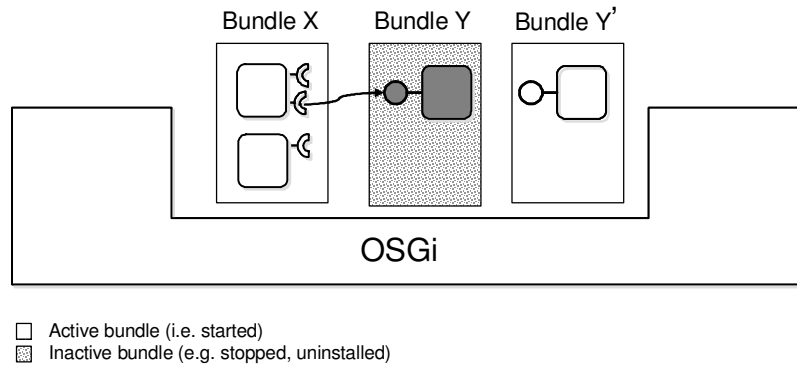 Bundle X Bundle Y Bundle Y’
OSGi
Active bundle (i.e. started)
Inactive bundle (e.g. stopped, uninstalled)